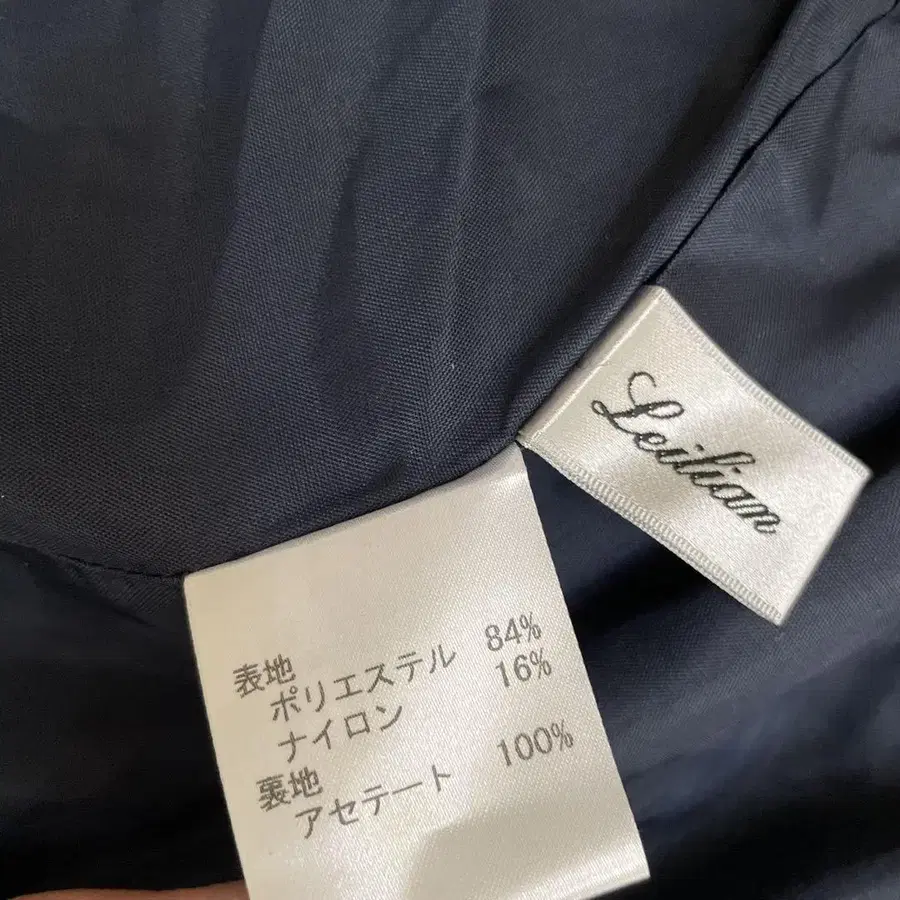 Leilian
表地
ポリエステル 84%
ナイロン 16%
裏地
アセテート 100%